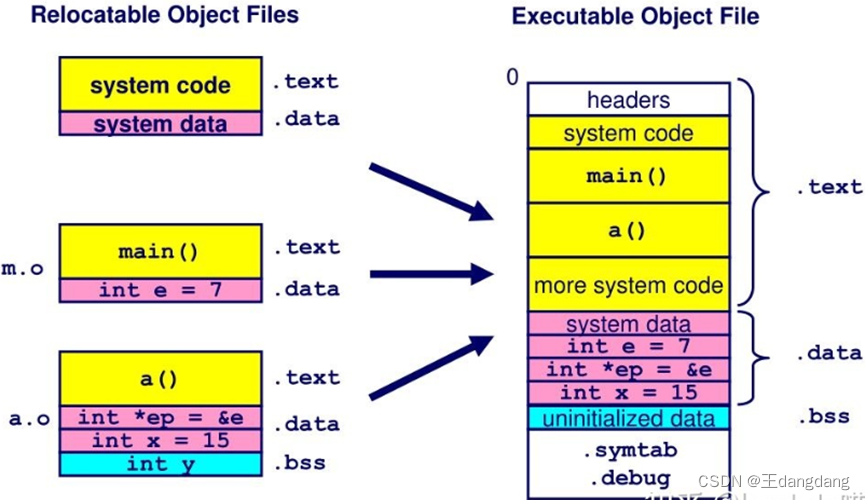 Relocatable Object Files
system code
.text
system data
.data
m.o
main()
.text
int e = 7
.data
a.o
a()
.text
int *ep = &e
int x = 15
.data
int y
.bss
Executable Object File
0
headers
system code
main()
a()
more system code
.text
system data
int e = 7
int *ep = &e
int x = 15
.data
uninitialized data
.bss
.symtab
.debug
CSDN @王dangdang